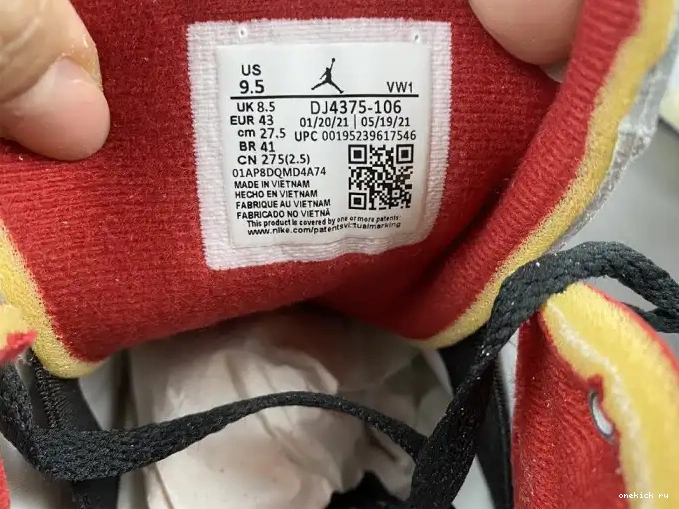 US
9.5
VW1
UK 8.5
EUR 43
cm 27.5
BR 41
CN 275(2.5)
DJ4375-106
01/20/21 | 05/19/21
UPC 00195239617546
01AP8DQMD4A74
MADE IN VIETNAM
HECHO EN VIETNAM
FABRIQUE AU VIETNAM
FABRICADO NO VIETNÃ
This product is covered by one or more patents:
www.nike.com/patentsvirtualmarking
onekick ru